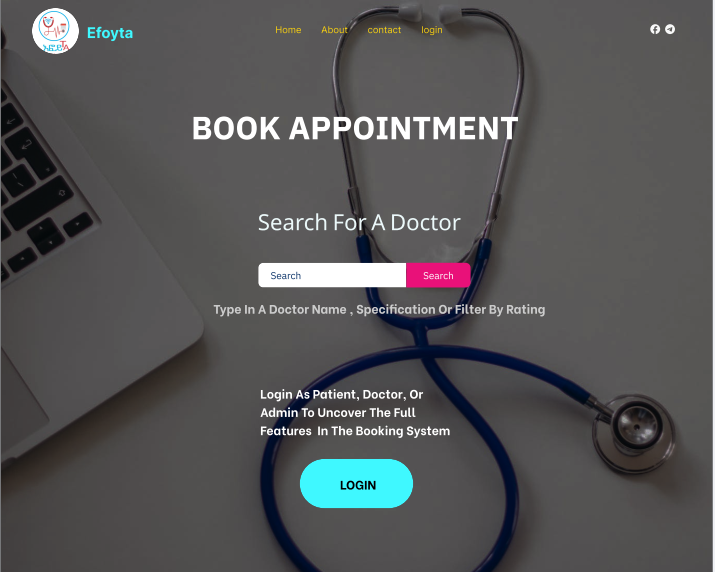 Efoyta
Home About contact login
BOOK APPOINTMENT
Search For A Doctor
Search Search
Type In A Doctor Name , Specification Or Filter By Rating
Login As Patient, Doctor, Or
Admin To Uncover The Full
Features In The Booking System
LOGIN